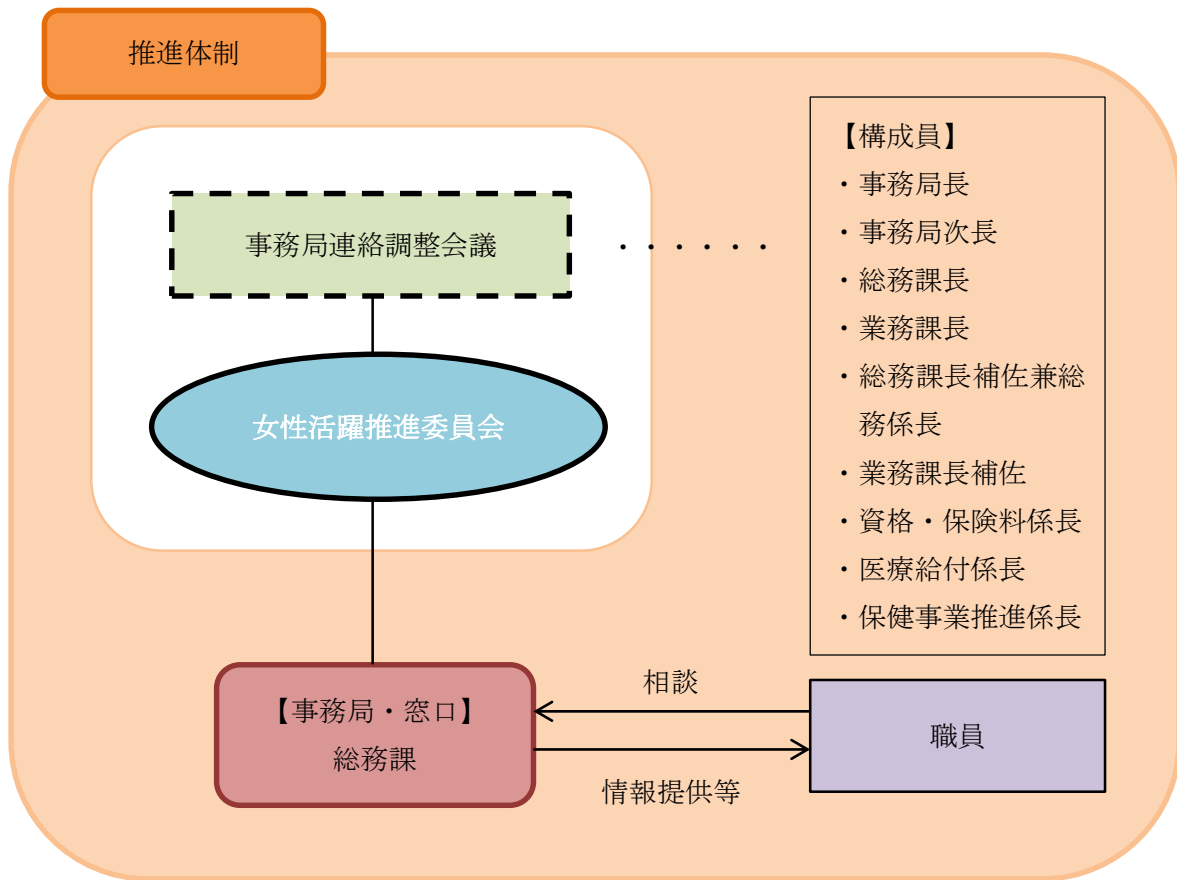 推進体制
事務局連絡調整会議
・・・・・・
【構成員】
・事務局長
・事務局次長
・総務課長
・業務課長
・総務課長補佐兼総
務係長
・業務課長補佐
・資格・保険料係長
・医療給付係長
・保健事業推進係長
女性活躍推進委員会
【事務局・窓口】
総務課
相談
情報提供等
職員